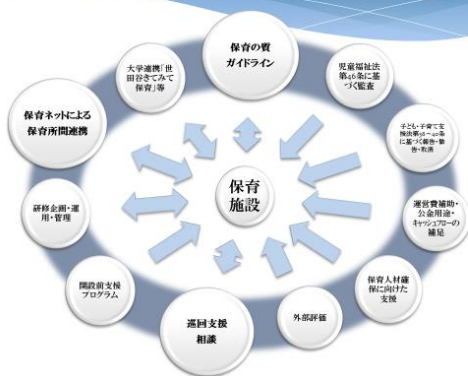 保育の質
ガイドライン
児童福祉法
第46条に基
づく監査
子ども・子育て支
援法第38~40条
に基づく報告・勧
告・取消
運営費補助・
公金用途・
キャッシュフローの
補足
保育人材確
保に向けた
支援
外部評価
巡回支援
相談
開設前支援
プログラム
研修企画・運
用・管理
保育ネットによる
保育所間連携
大学連携「世
田谷きてみて
保育」等
保育
施設